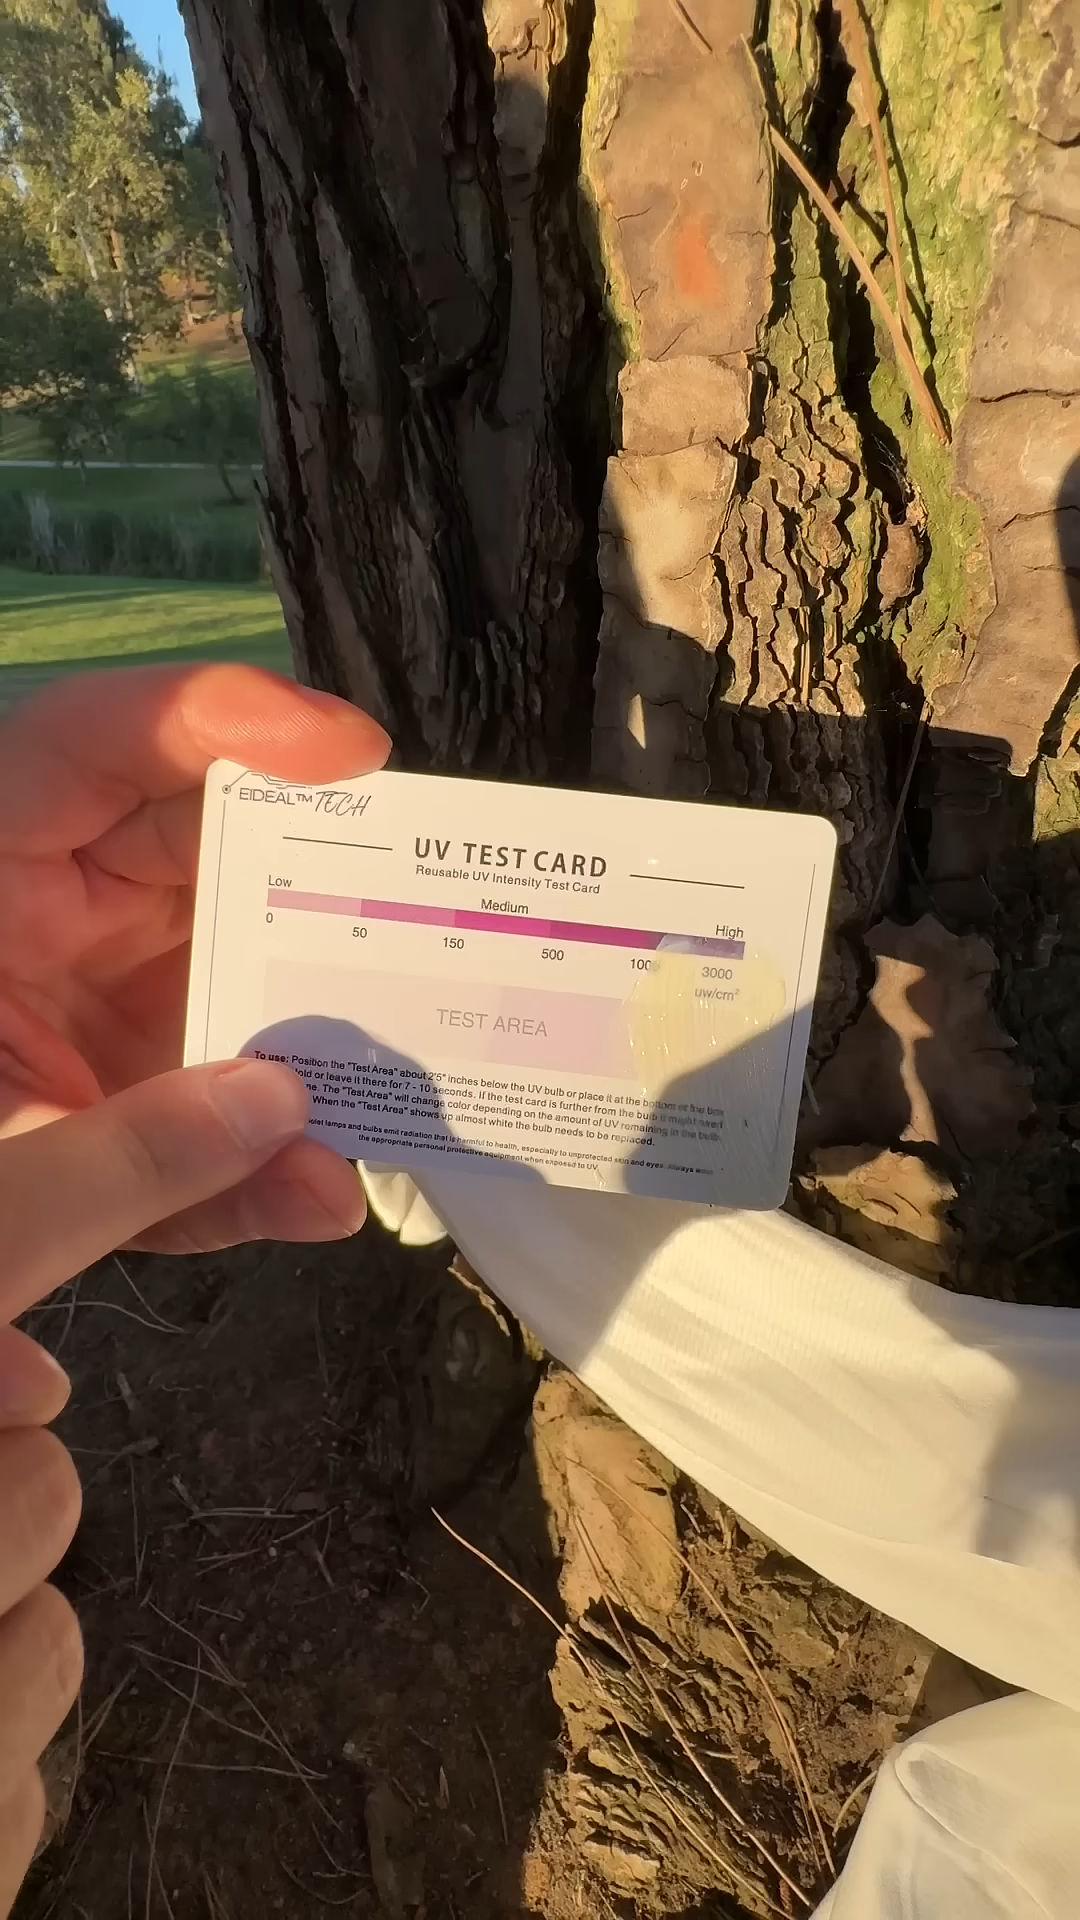 EIDEAL™ TECH
UV TEST CARD
Reusable UV Intensity Test Card
Low Medium High
0 50 150 500 1000 3000
uw/cm²
TEST AREA
To use: Position the "Test Area" about 2'5" inches below the UV bulb or place it at the bottom of the box
or leave it there for 7 - 10 seconds. If the test card is further from the bulb it might need
The "Test Area" will change color depending on the amount of UV remaining in the bulb.
When the "Test Area" shows up almost white the bulb needs to be replaced.
lamps and bulbs emit radiation that is harmful to health, especially to unprotected skin and eyes. Always wear
the appropriate personal protective equipment when exposed to UV.